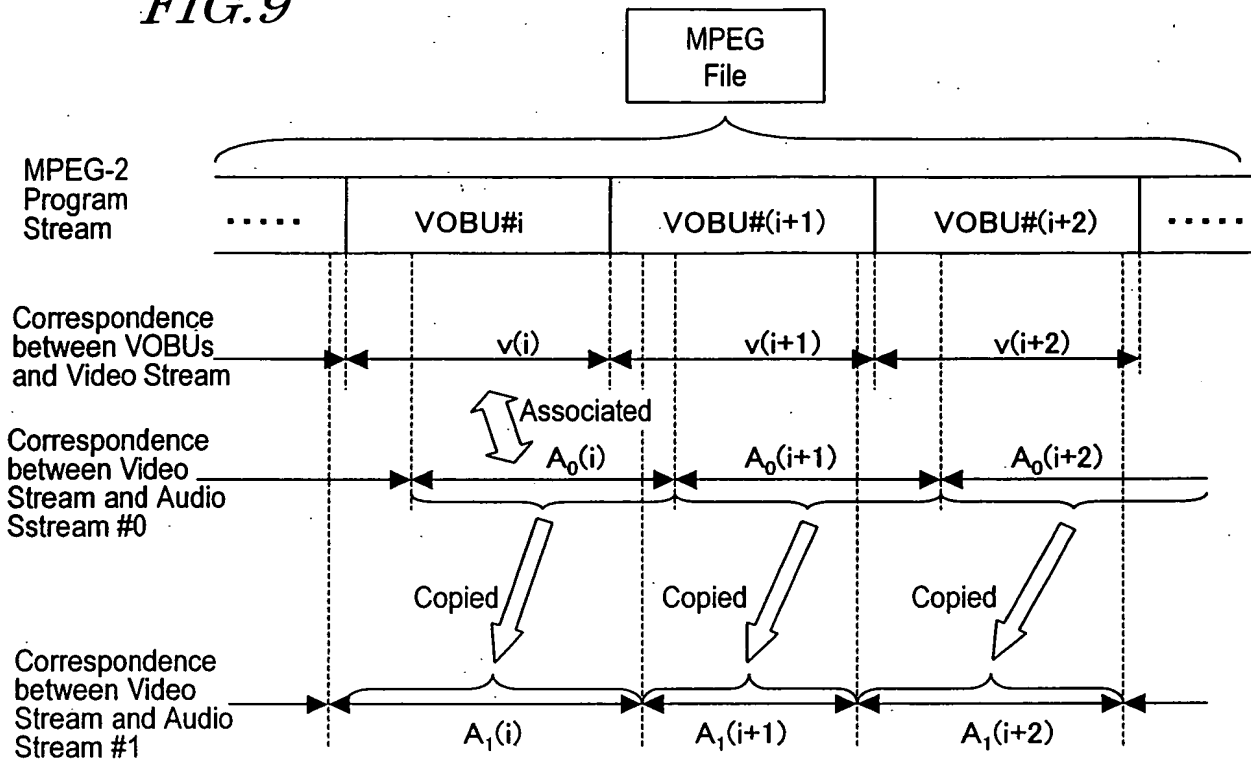 FIG.9
MPEG
File
MPEG-2
Program
Stream
.....
VOBU#i
VOBU#(i+1)
VOBU#(i+2)
.....
Correspondence
between VOBUs
and Video Stream
v(i)
v(i+1)
v(i+2)
Associated
Correspondence
between Video
Stream and Audio
Sstream #0
A₀(i)
A₀(i+1)
A₀(i+2)
Copied
Copied
Copied
Correspondence
between Video
Stream and Audio
Stream #1
A₁(i)
A₁(i+1)
A₁(i+2)